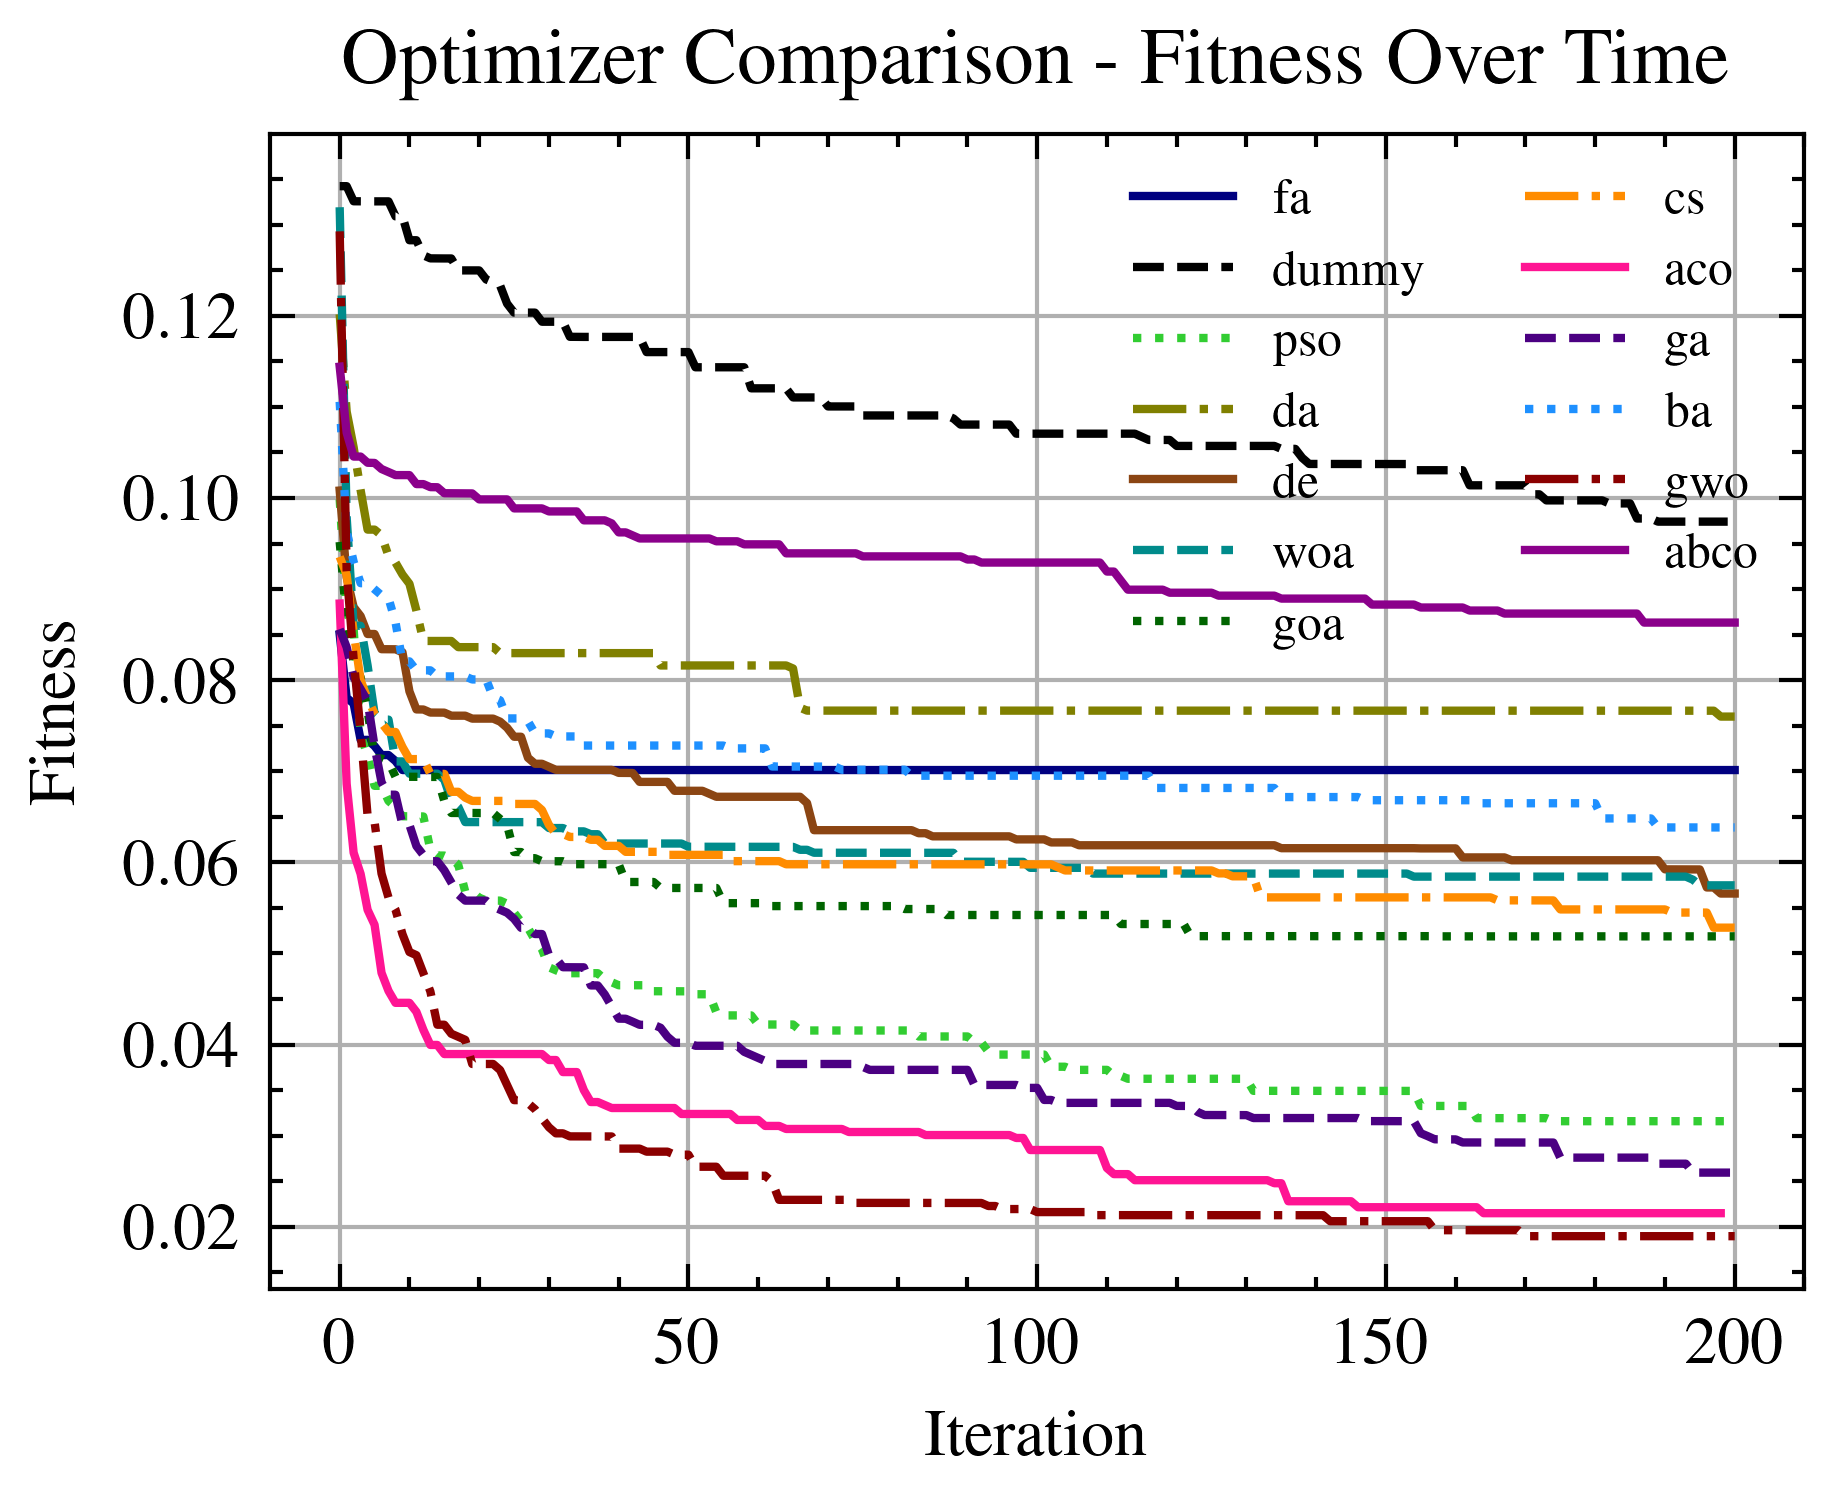 Optimizer Comparison - Fitness Over Time
fa
dummy
pso
da
de
woa
goa
cs
aco
ga
ba
gwo
abco
Fitness
0.12
0.10
0.08
0.06
0.04
0.02
0 50 100 150 200
Iteration